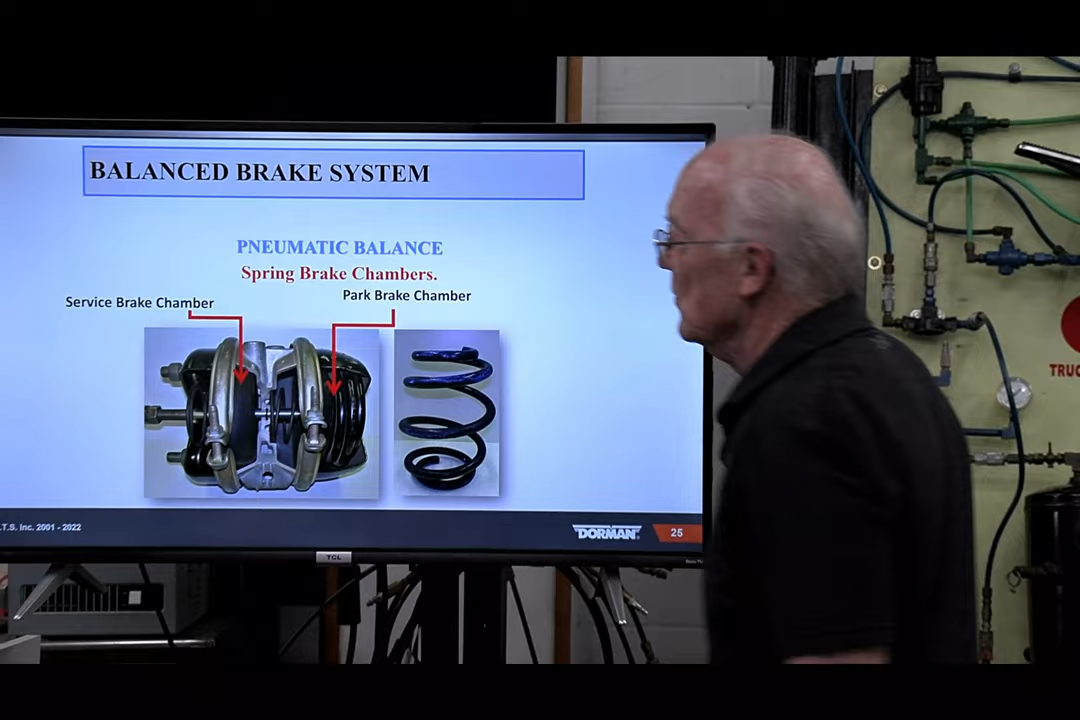 BALANCED BRAKE SYSTEM
PNEUMATIC BALANCE
Spring Brake Chambers.
Service Brake Chamber
Park Brake Chamber
.T.S. Inc. 2001 - 2022
DORMAN
25
TCL
TRUC